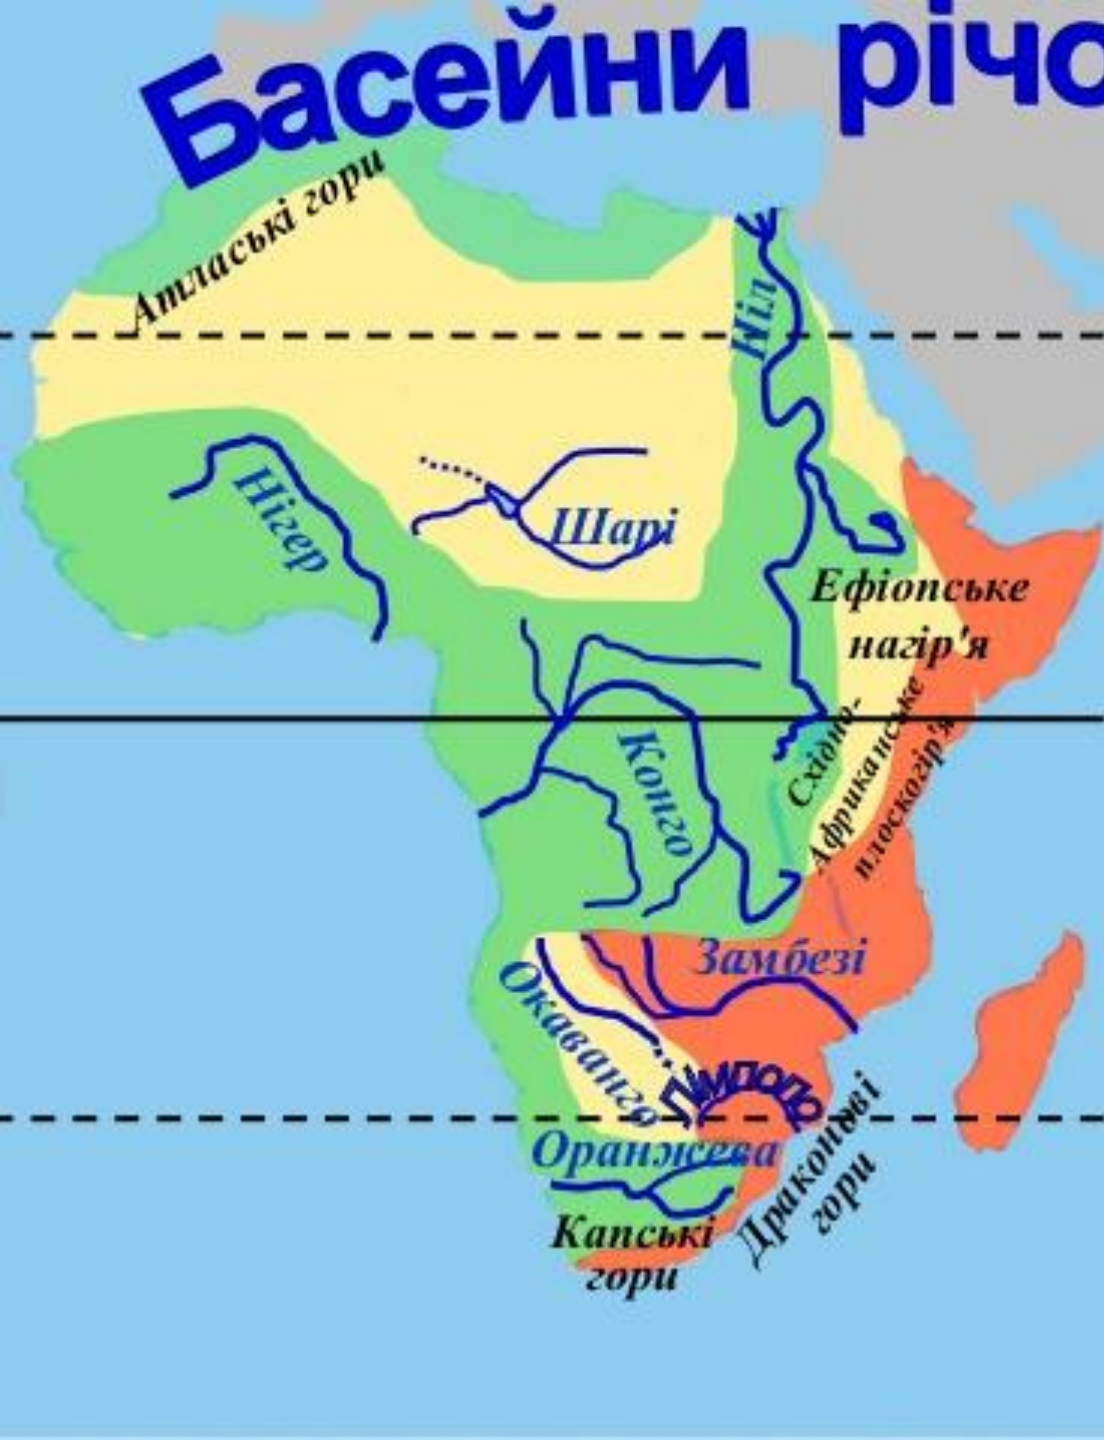 Басейни річо
Атлаські гори
Ніл
Нігер
Шарі
Ефіопське
нагір'я
Східно-
Африканське
плоскогір'я
Конго
Замбезі
Окаванго
Лімпопо
Оранжева
Драконові
гори
Капські
гори